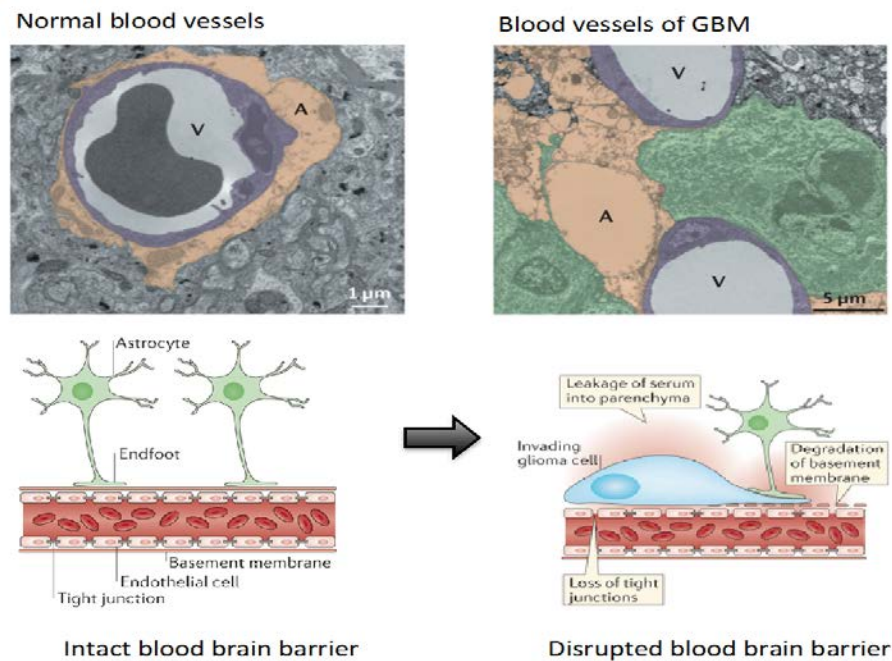 Normal blood vessels
Blood vessels of GBM
V
A
1 µm
V
A
V
5 µm
Astrocyte
Endfoot
Basement membrane
Endothelial cell
Tight junction
Leakage of serum
into parenchyma
Invading
glioma cell
Degradation
of basement
membrane
Loss of tight
junctions
Intact blood brain barrier
Disrupted blood brain barrier